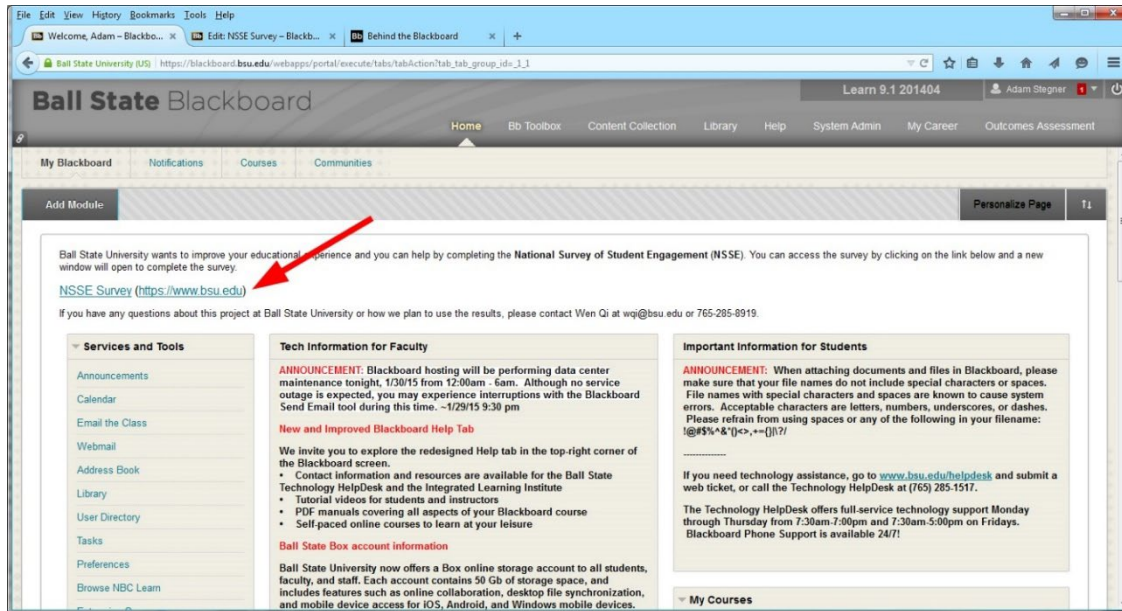 File Edit View History Bookmarks Tools Help
Welcome, Adam – Blackbo... × Edit: NSSE Survey – Blackb... × Behind the Blackboard × +
Ball State University (US) https://blackboard.bsu.edu/webapps/portal/execute/tabs/tabAction?tab_tab_group_id=_1_1
Ball State Blackboard
Learn 9.1 201404 Adam Stegner 1
Home Bb Toolbox Content Collection Library Help System Admin My Career Outcomes Assessment
My Blackboard Notifications Courses Communities
Add Module Personalize Page
Ball State University wants to improve your educational experience and you can help by completing the National Survey of Student Engagement (NSSE). You can access the survey by clicking on the link below and a new
window will open to complete the survey.
NSSE Survey (https://www.bsu.edu)
If you have any questions about this project at Ball State University or how we plan to use the results, please contact Wen Qi at wqi@bsu.edu or 765-285-8919.
Services and Tools
Announcements
Calendar
Email the Class
Webmail
Address Book
Library
User Directory
Tasks
Preferences
Browse NBC Learn
Tech Information for Faculty
ANNOUNCEMENT: Blackboard hosting will be performing data center
maintenance tonight, 1/30/15 from 12:00am - 6am. Although no service
outage is expected, you may experience interruptions with the Blackboard
Send Email tool during this time. ~1/29/15 9:30 pm
New and Improved Blackboard Help Tab
We invite you to explore the redesigned Help tab in the top-right corner of
the Blackboard screen.
• Contact information and resources are available for the Ball State
Technology HelpDesk and the Integrated Learning Institute
• Tutorial videos for students and instructors
• PDF manuals covering all aspects of your Blackboard course
• Self-paced online courses to learn at your leisure
Ball State Box account information
Ball State University now offers a Box online storage account to all students,
faculty, and staff. Each account contains 50 Gb of storage space, and
includes features such as online collaboration, desktop file synchronization,
and mobile device access for iOS, Android, and Windows mobile devices.
Important Information for Students
ANNOUNCEMENT: When attaching documents and files in Blackboard, please
make sure that your file names do not include special characters or spaces.
File names with special characters and spaces are known to cause system
errors. Acceptable characters are letters, numbers, underscores, or dashes.
Please refrain from using spaces or any of the following in your filename:
!@#$%^&*()<>,+={}|\?/
--------------
If you need technology assistance, go to www.bsu.edu/helpdesk and submit a
web ticket, or call the Technology HelpDesk at (765) 285-1517.
The Technology HelpDesk offers full-service technology support Monday
through Thursday from 7:30am-7:00pm and 7:30am-5:00pm on Fridays.
Blackboard Phone Support is available 24/7!
My Courses